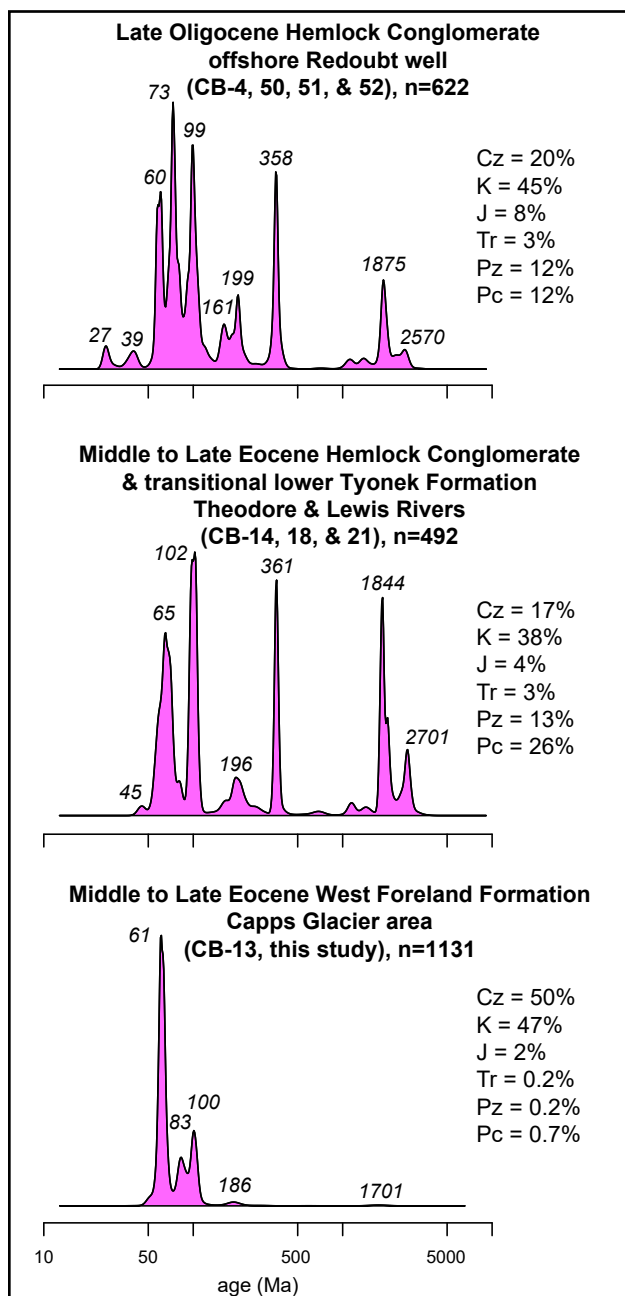 Late Oligocene Hemlock Conglomerate
offshore Redoubt well
(CB-4, 50, 51, & 52), n=622
73
99
60
358
161
199
1875
27
39
2570
Cz = 20%
K = 45%
J = 8%
Tr = 3%
Pz = 12%
Pc = 12%
Middle to Late Eocene Hemlock Conglomerate
& transitional lower Tyonek Formation
Theodore & Lewis Rivers
(CB-14, 18, & 21), n=492
102
65
361
1844
45
196
2701
Cz = 17%
K = 38%
J = 4%
Tr = 3%
Pz = 13%
Pc = 26%
Middle to Late Eocene West Foreland Formation
Capps Glacier area
(CB-13, this study), n=1131
61
83
100
186
1701
Cz = 50%
K = 47%
J = 2%
Tr = 0.2%
Pz = 0.2%
Pc = 0.7%
10 50 500 5000
age (Ma)